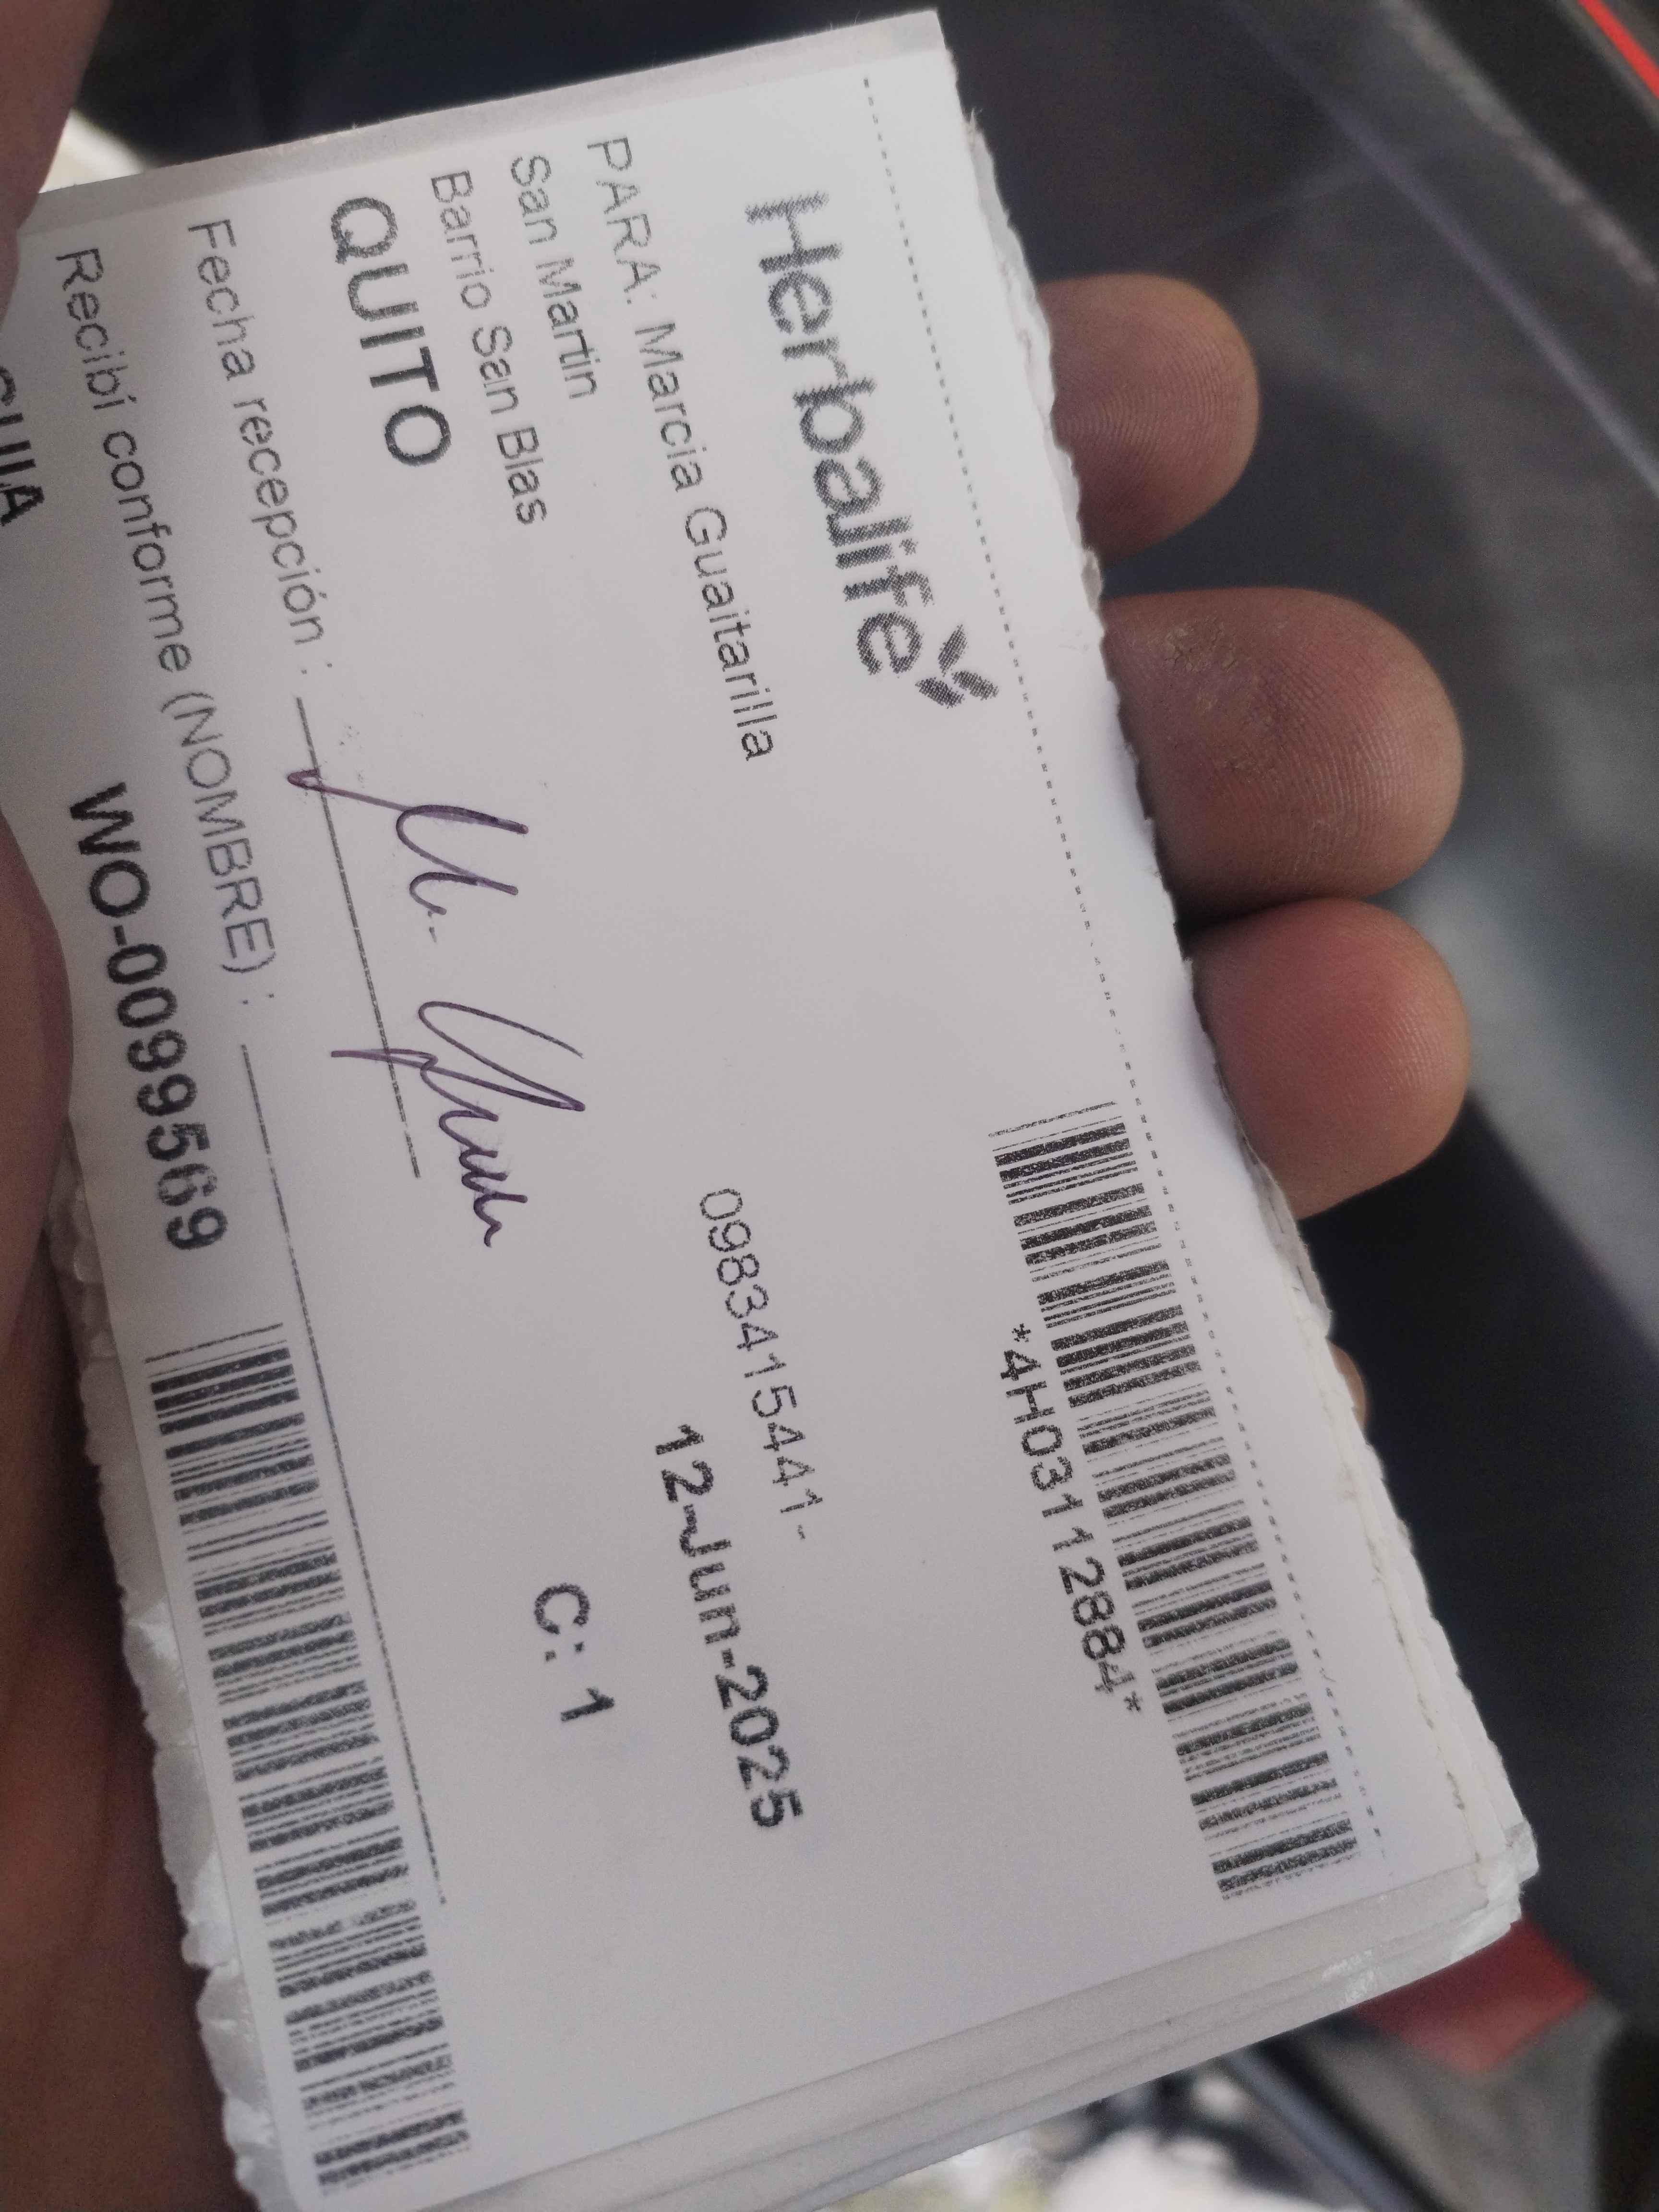 Herbalife
*4H03112884*
PARA: Marcia Guaitarilla
0983415441-
San Martin
12-Jun-2025
Barrio San Blas
QUITO
C: 1
Fecha recepción :
Recibí conforme (NOMBRE) :
WO-00995569